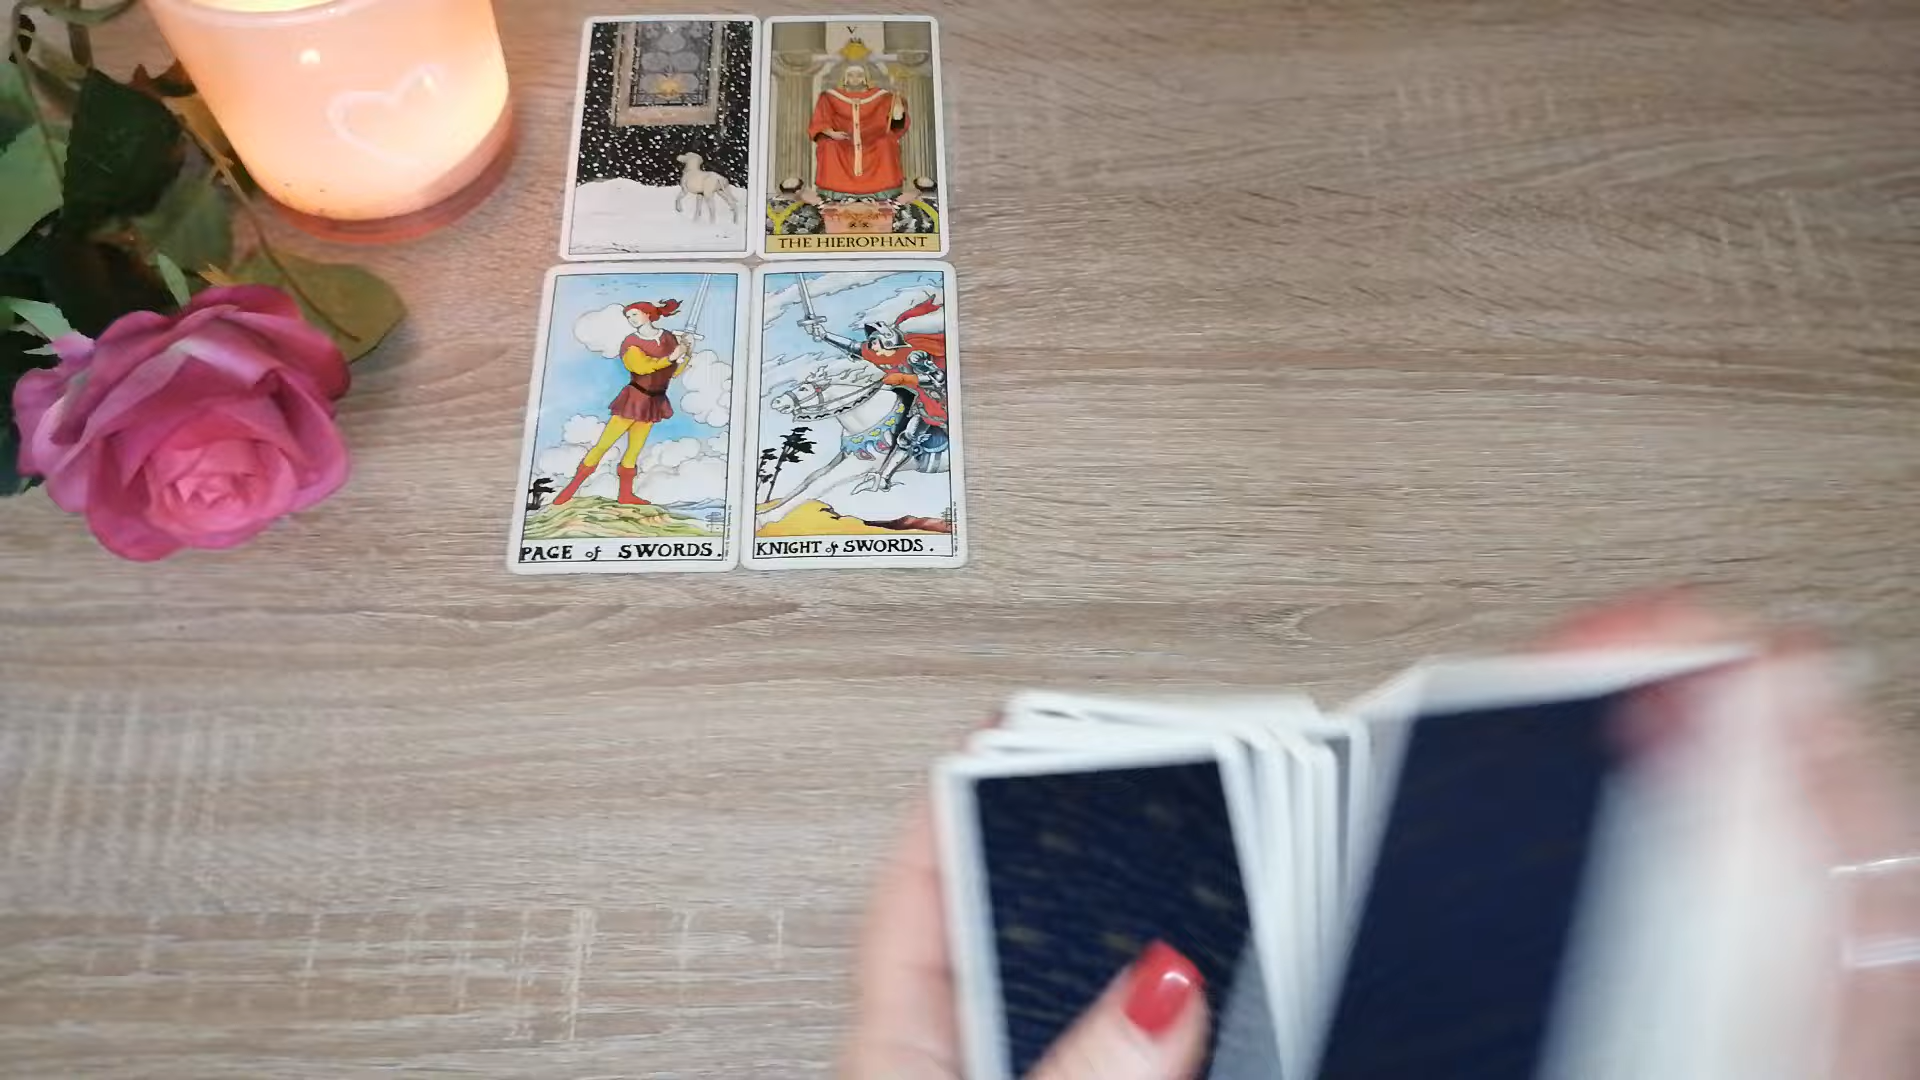 V
THE HIEROPHANT
PAGE of SWORDS.
KNIGHT of SWORDS.